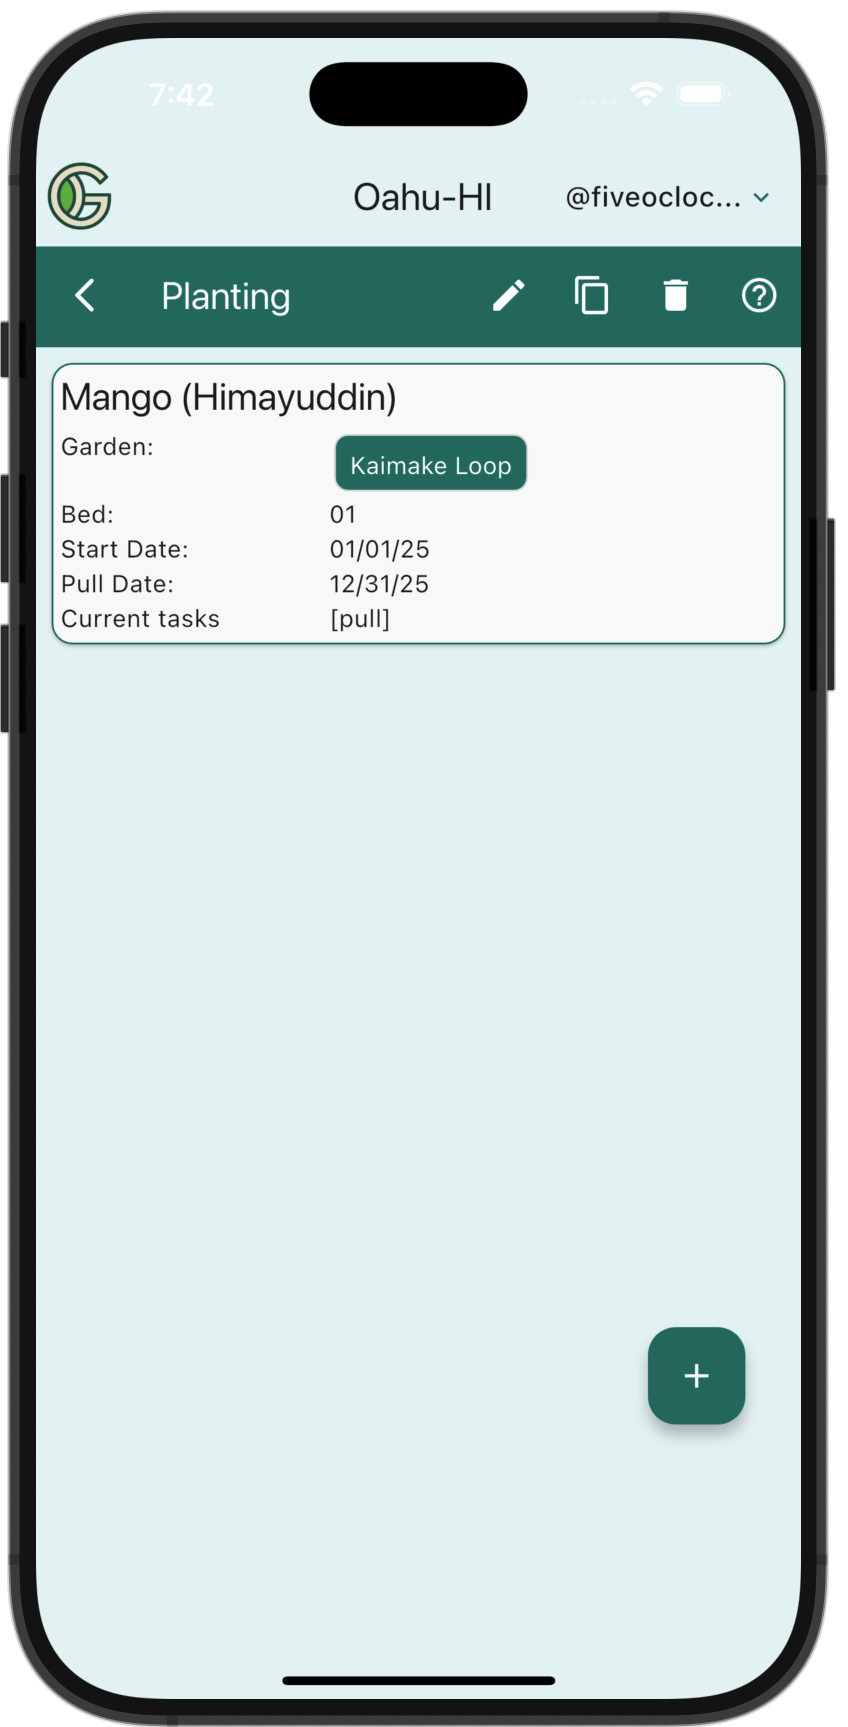 7:42
Oahu-HI
@fiveocloc...
Planting
Mango (Himayuddin)
Garden: Kaimake Loop
Bed: 01
Start Date: 01/01/25
Pull Date: 12/31/25
Current tasks [pull]
+